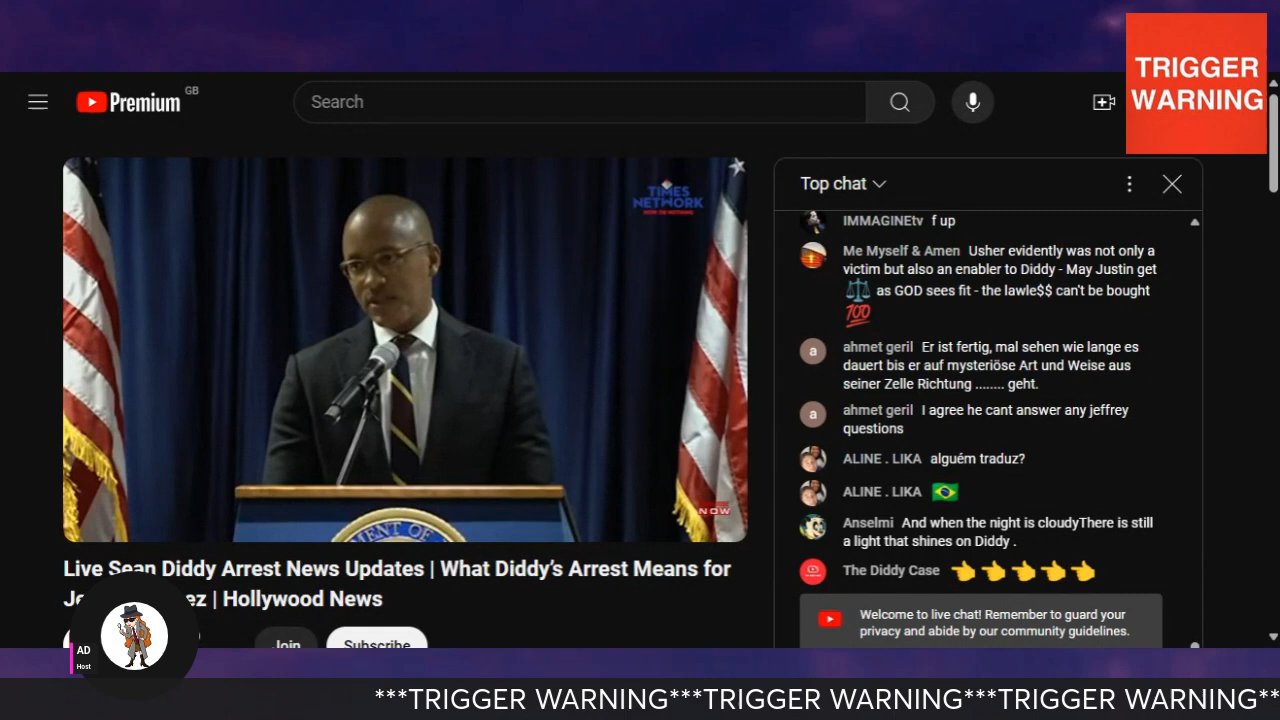 TRIGGER
WARNING
Premium GB
Search
TIMES
NETWORK
NOW OR NOTHING
NOW
MENT OF
Live Sean Diddy Arrest News Updates | What Diddy's Arrest Means for
ez | Hollywood News
Join
Subscribe
Top chat
IMMAGINEtv f up
Me Myself & Amen Usher evidently was not only a
victim but also an enabler to Diddy - May Justin get
⚖️ as GOD sees fit - the lawle$$ can't be bought
💯
a
ahmet geril Er ist fertig, mal sehen wie lange es
dauert bis er auf mysteriöse Art und Weise aus
seiner Zelle Richtung ........ geht.
a
ahmet geril I agree he cant answer any jeffrey
questions
ALINE . LIKA alguém traduz?
ALINE . LIKA 🇧🇷
Anselmi And when the night is cloudyThere is still
a light that shines on Diddy .
The Diddy Case 👈👈👈👈👈
Welcome to live chat! Remember to guard your
privacy and abide by our community guidelines.
AD
Host
***TRIGGER WARNING***TRIGGER WARNING***TRIGGER WARNING**